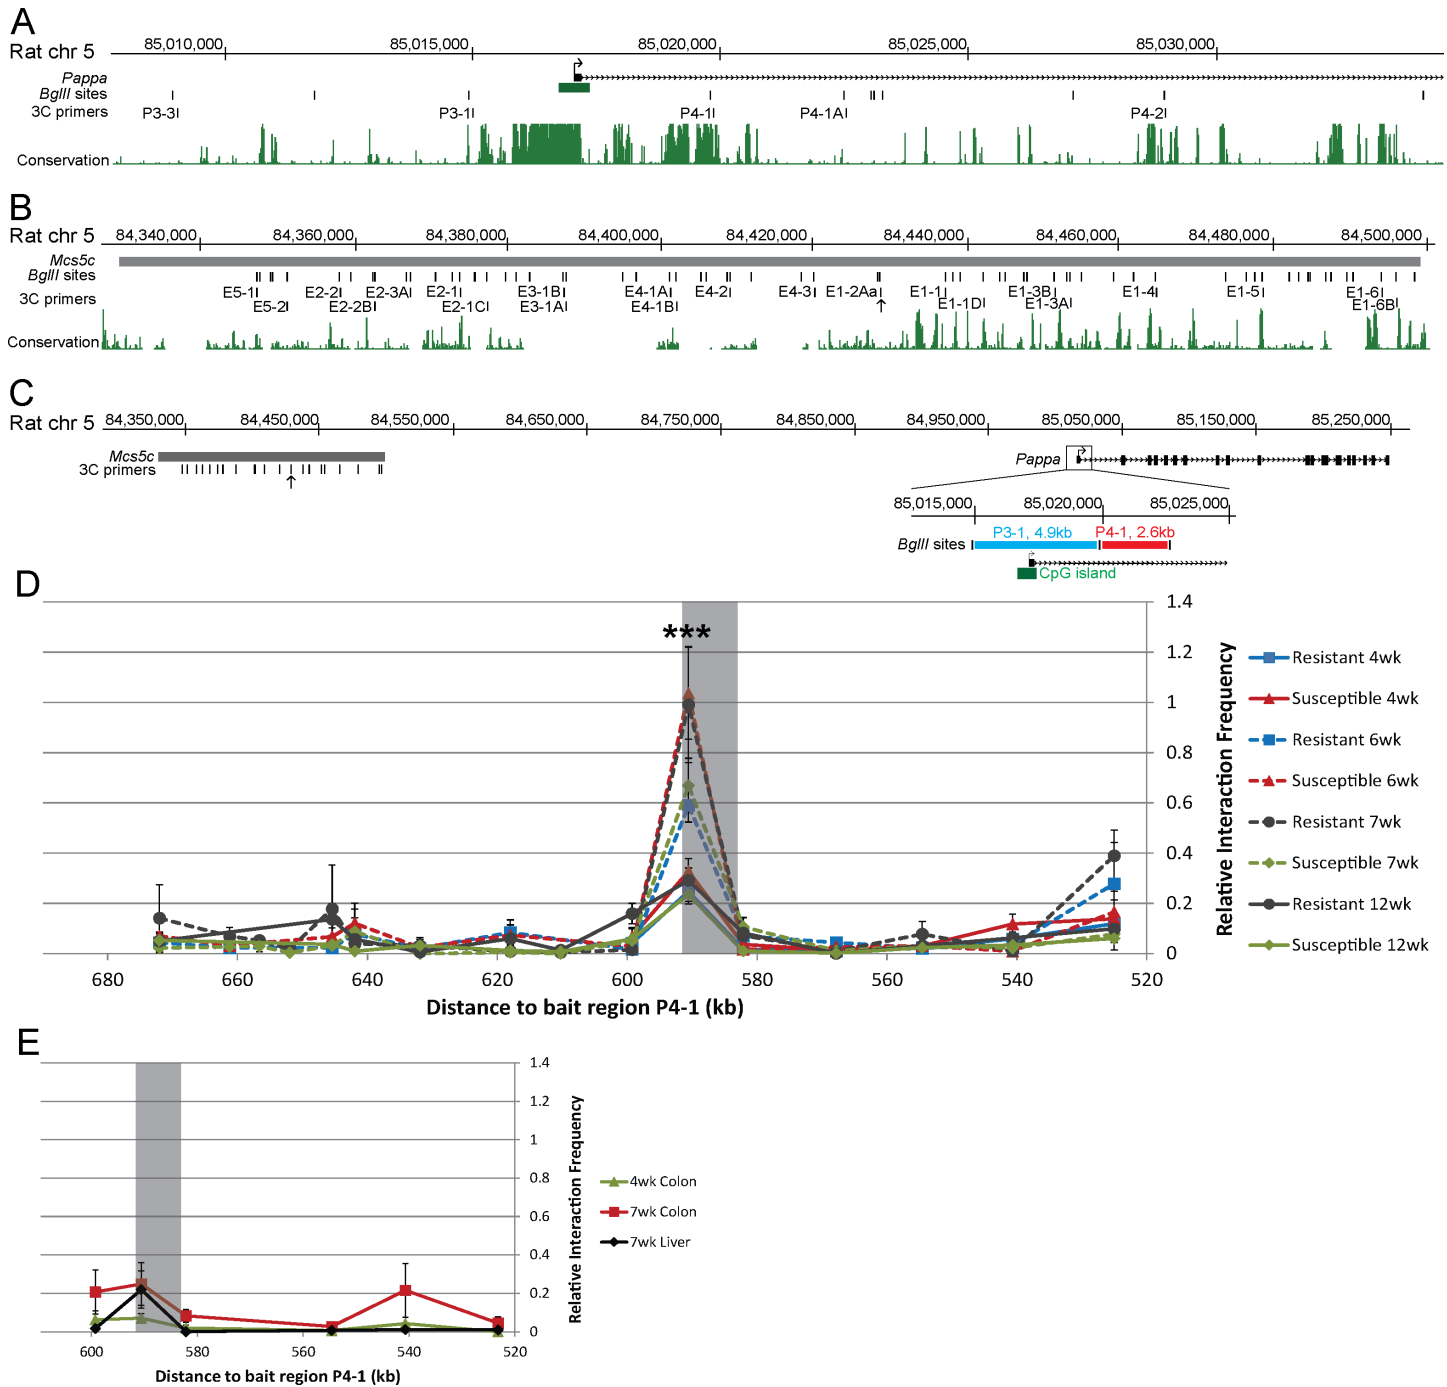 A
Rat chr 5
85,010,000 85,015,000 85,020,000 85,025,000 85,030,000
Pappa
BglII sites
3C primers P3-3 P3-1 P4-1 P4-1A P4-2
Conservation
B
Rat chr 5
84,340,000 84,360,000 84,380,000 84,400,000 84,420,000 84,440,000 84,460,000 84,480,000 84,500,000
Mcs5c
BglII sites
3C primers
E5-1 E2-2 E2-3A E2-1 E3-1B E4-1A E4-2 E4-3 E1-2Aa E1-1 E1-3B E1-4 E1-5 E1-6
E5-2 E2-2B E2-1C E3-1A E4-1B E1-1D E1-3A E1-6B
Conservation
C
Rat chr 5
84,350,000 84,450,000 84,550,000 84,650,000 84,750,000 84,850,000 84,950,000 85,050,000 85,150,000 85,250,000
Mcs5c
3C primers
Pappa
85,015,000 85,020,000 85,025,000
P3-1, 4.9kb P4-1, 2.6kb
BglII sites
CpG island
D
***
1.4
1.2
1
0.8
0.6
0.4
0.2
0
Relative Interaction Frequency
680 660 640 620 600 580 560 540 520
Distance to bait region P4-1 (kb)
Resistant 4wk
Susceptible 4wk
Resistant 6wk
Susceptible 6wk
Resistant 7wk
Susceptible 7wk
Resistant 12wk
Susceptible 12wk
E
1.4
1.2
1
0.8
0.6
0.4
0.2
0
Relative Interaction Frequency
600 580 560 540 520
Distance to bait region P4-1 (kb)
4wk Colon
7wk Colon
7wk Liver